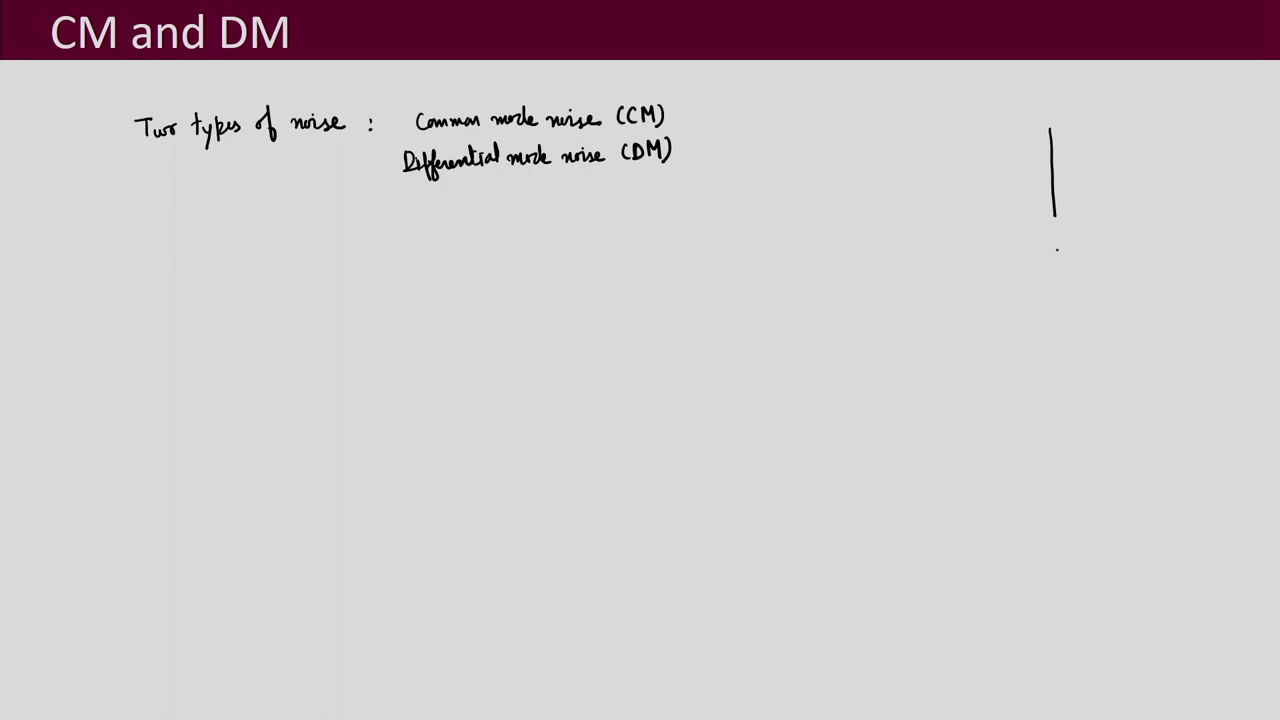 CM and DM
Two types of noise : Common mode noise (CM)
Differential mode noise (DM)